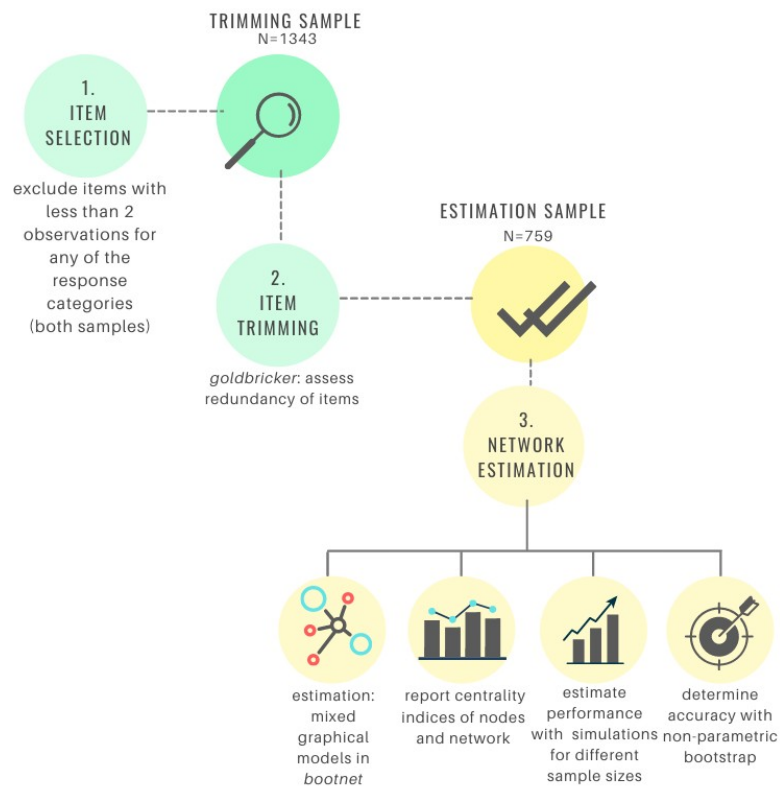 TRIMMING SAMPLE
N=1343
1.
ITEM
SELECTION
exclude items with
less than 2
observations for
any of the
response
categories
(both samples)
ESTIMATION SAMPLE
N=759
2.
ITEM
TRIMMING
goldbricker: assess
redundancy of items
3.
NETWORK
ESTIMATION
estimation:
mixed
graphical
models in
bootnet
report centrality
indices of nodes
and network
estimate
performance
with simulations
for different
sample sizes
determine
accuracy with
non-parametric
bootstrap